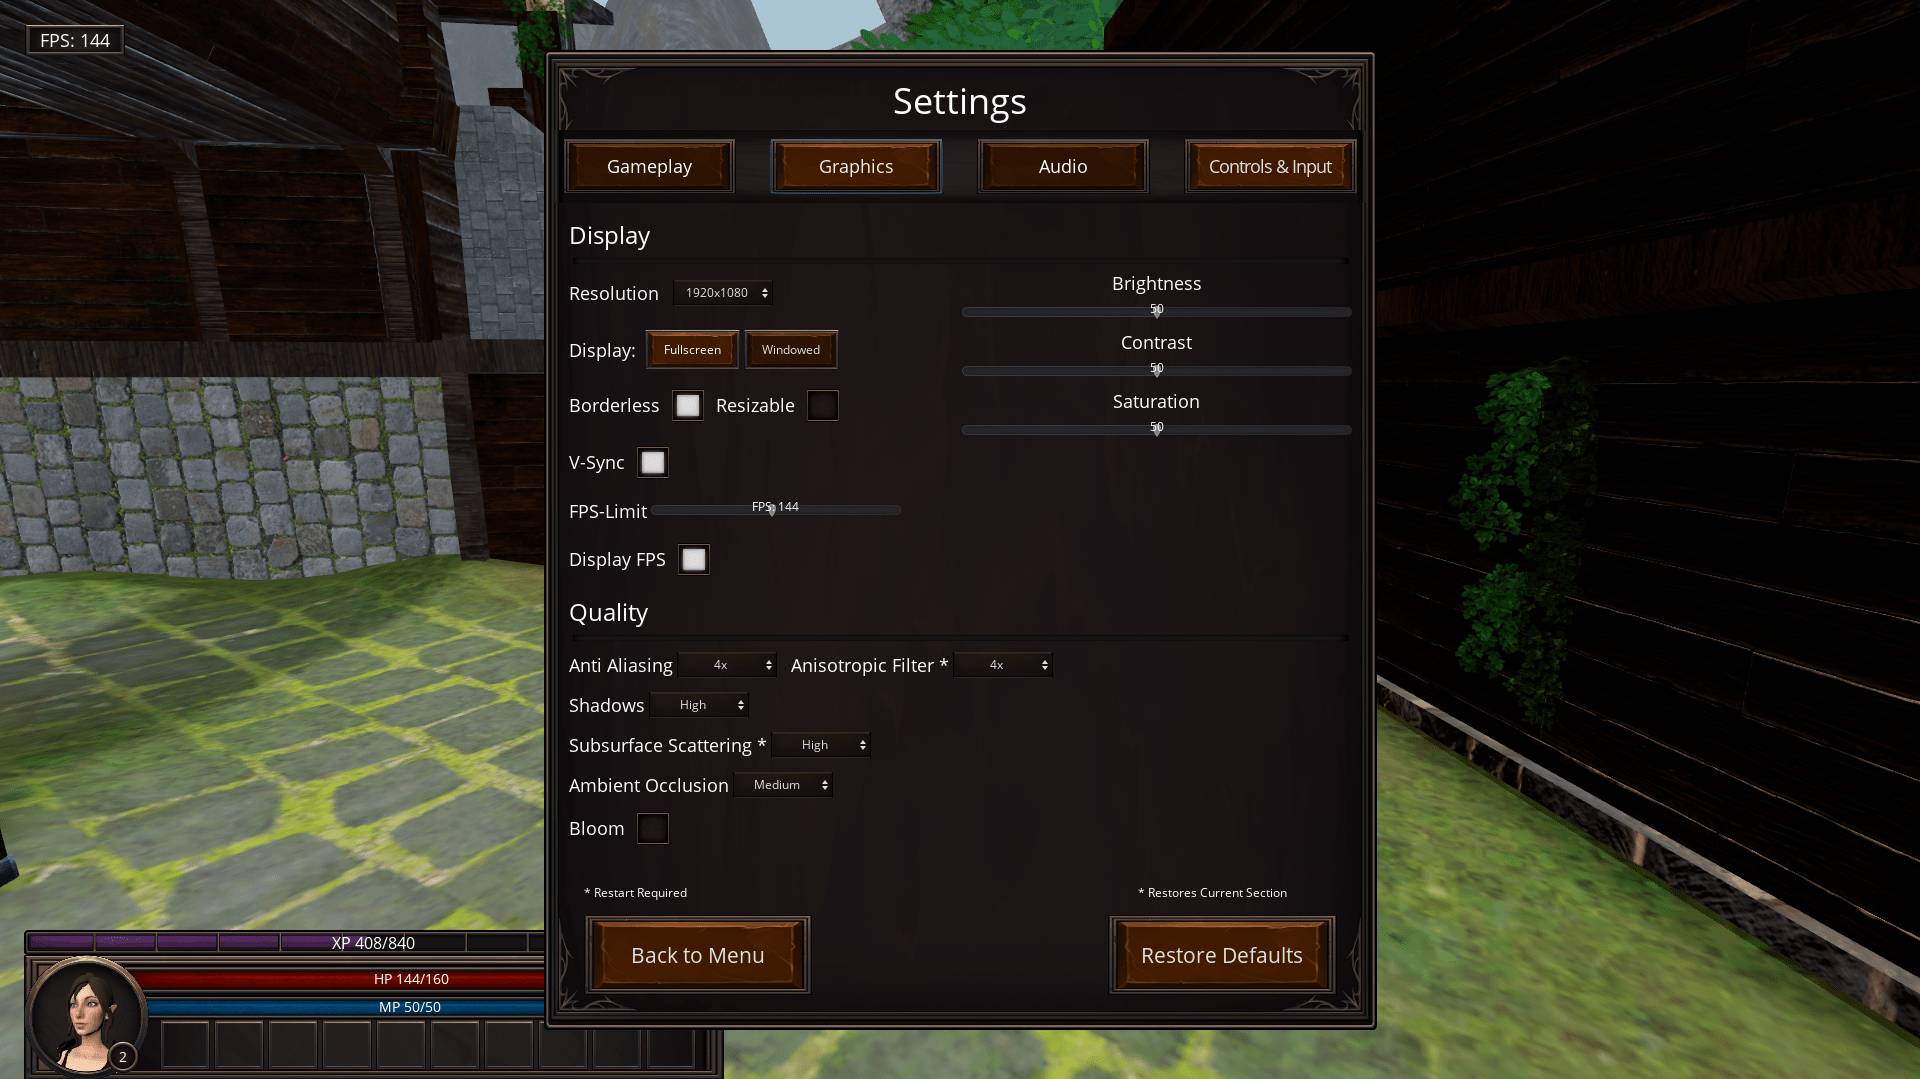 FPS: 144
Settings
Gameplay
Graphics
Audio
Controls & Input
Display
Resolution 1920x1080
Brightness
50
Display: Fullscreen Windowed
Contrast
50
Borderless Resizable
Saturation
50
V-Sync
FPS-Limit FPS: 144
Display FPS
Quality
Anti Aliasing 4x Anisotropic Filter * 4x
Shadows High
Subsurface Scattering * High
Ambient Occlusion Medium
Bloom
* Restart Required
* Restores Current Section
Back to Menu
Restore Defaults
XP 408/840
HP 144/160
MP 50/50
2